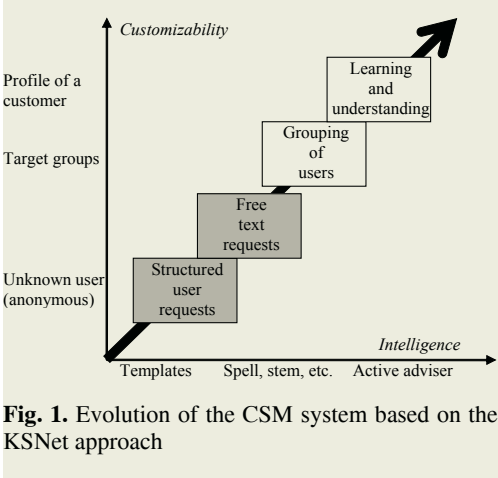 Customizability
Profile of a
customer
Learning
and
understanding
Grouping
of
users
Target groups
Free
text
requests
Unknown user
(anonymous)
Structured
user
requests
Intelligence
Templates
Spell, stem, etc.
Active adviser
Fig. 1. Evolution of the CSM system based on the
KSNet approach